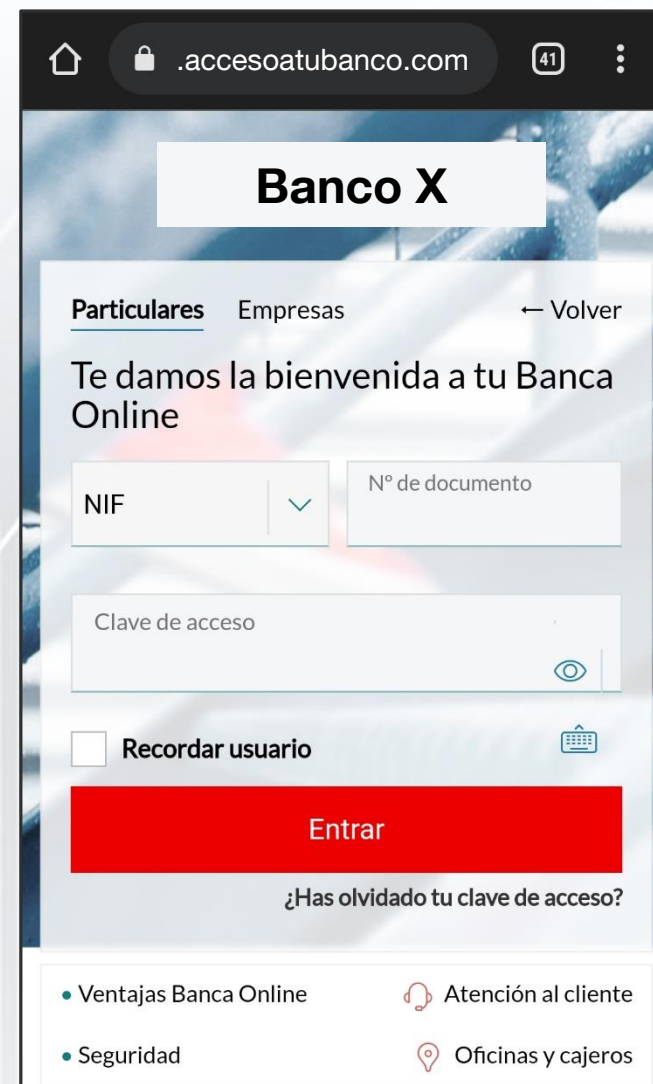 .accesoatubanco.com 41
Banco X
Particulares Empresas ← Volver
Te damos la bienvenida a tu Banca
Online
NIF Nº de documento
Clave de acceso
Recordar usuario
Entrar
¿Has olvidado tu clave de acceso?
• Ventajas Banca Online Atención al cliente
• Seguridad Oficinas y cajeros